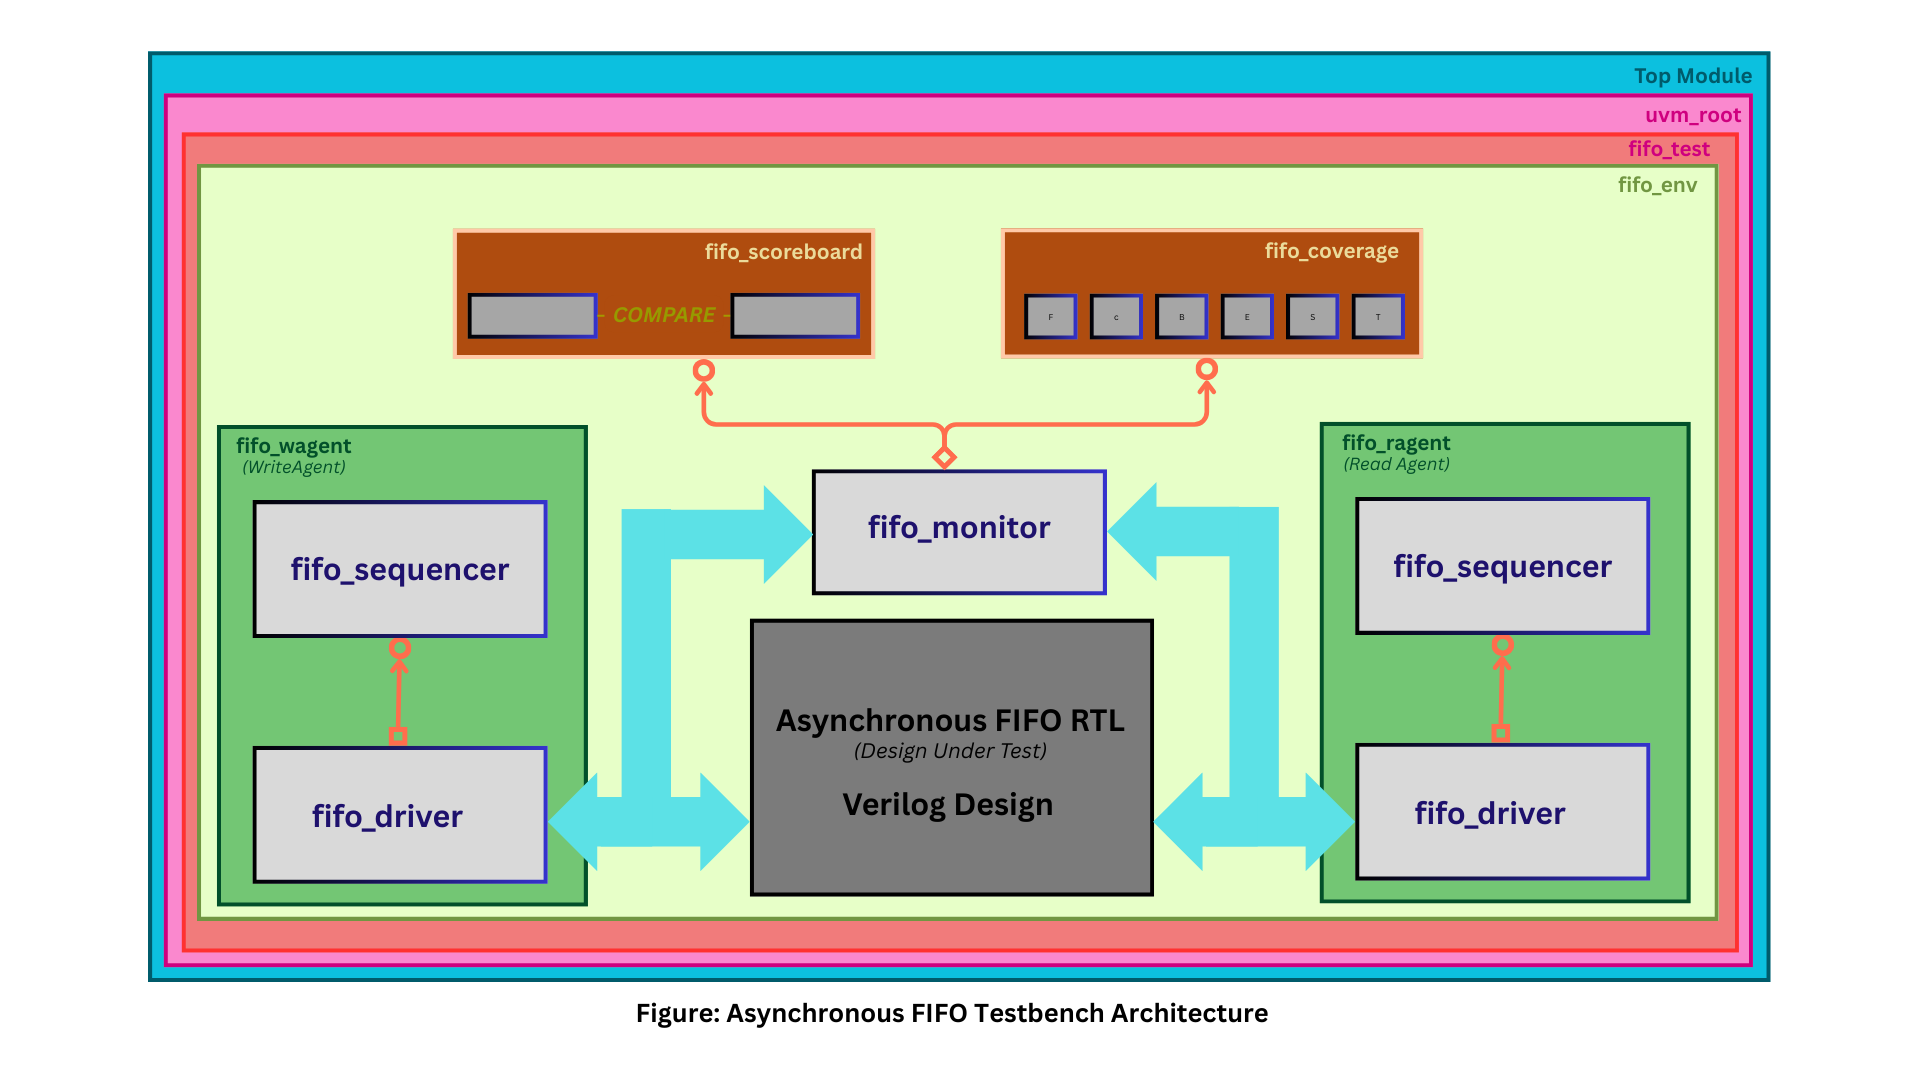 Top Module
uvm_root
fifo_test
fifo_env
fifo_scoreboard
COMPARE
fifo_coverage
F c B E S T
fifo_wagent
(WriteAgent)
fifo_sequencer
fifo_driver
fifo_monitor
Asynchronous FIFO RTL
(Design Under Test)
Verilog Design
fifo_ragent
(Read Agent)
fifo_sequencer
fifo_driver
Figure: Asynchronous FIFO Testbench Architecture